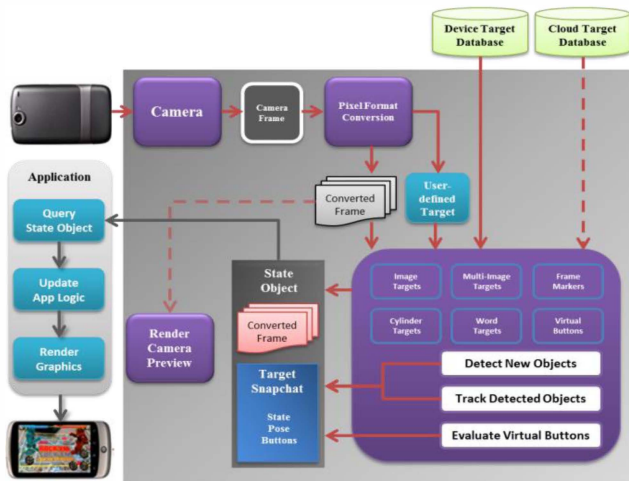 Device Target
Database
Cloud Target
Database
Camera
Camera
Frame
Pixel Format
Conversion
Application
Query
State Object
Update
App Logic
Render
Graphics
Converted
Frame
User-
defined
Target
State
Object
Converted
Frame
Render
Camera
Preview
Target
Snapchat
State
Pose
Buttons
Image
Targets
Multi-Image
Targets
Frame
Markers
Cylinder
Targets
Word
Targets
Virtual
Buttons
Detect New Objects
Track Detected Objects
Evaluate Virtual Buttons